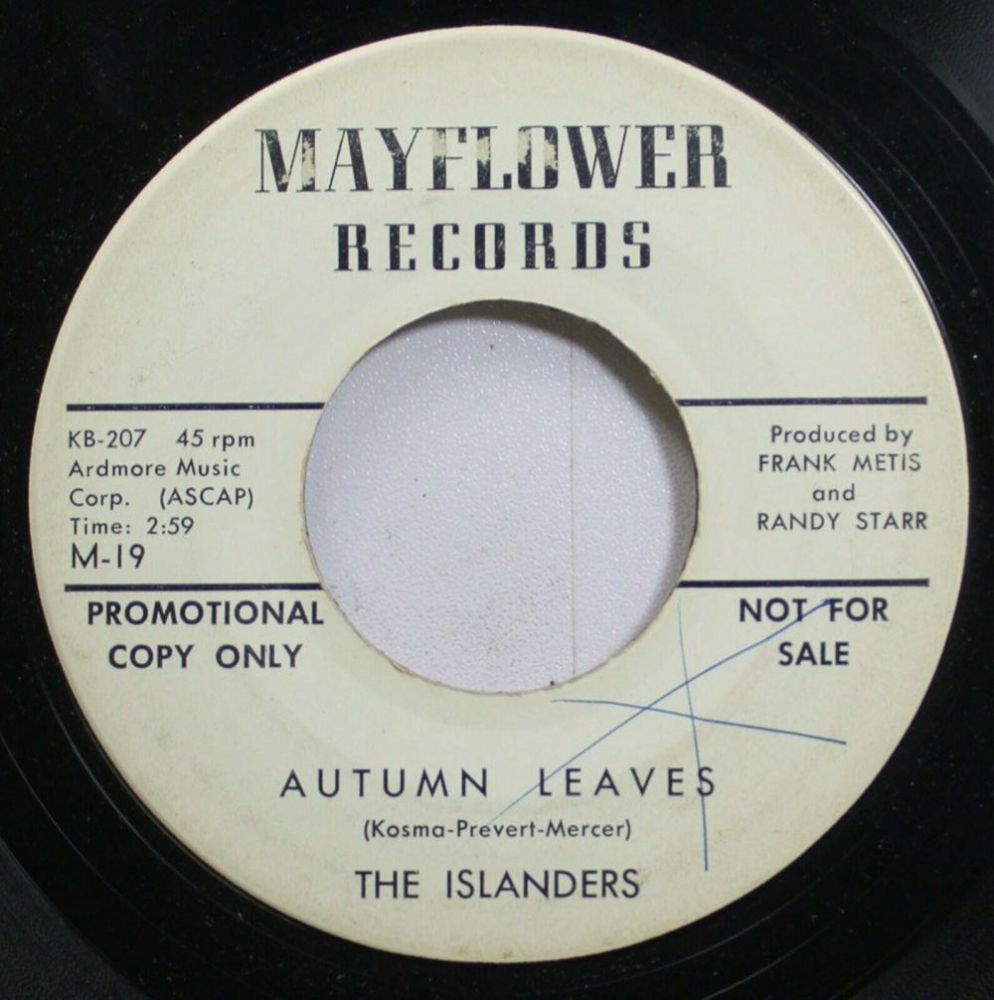 MAYFLOWER
RECORDS
KB-207 45 rpm
Ardmore Music
Corp. (ASCAP)
Time: 2:59
M-19
Produced by
FRANK METIS
and
RANDY STARR
PROMOTIONAL
COPY ONLY
NOT FOR
SALE
AUTUMN LEAVES
(Kosma-Prevert-Mercer)
THE ISLANDERS